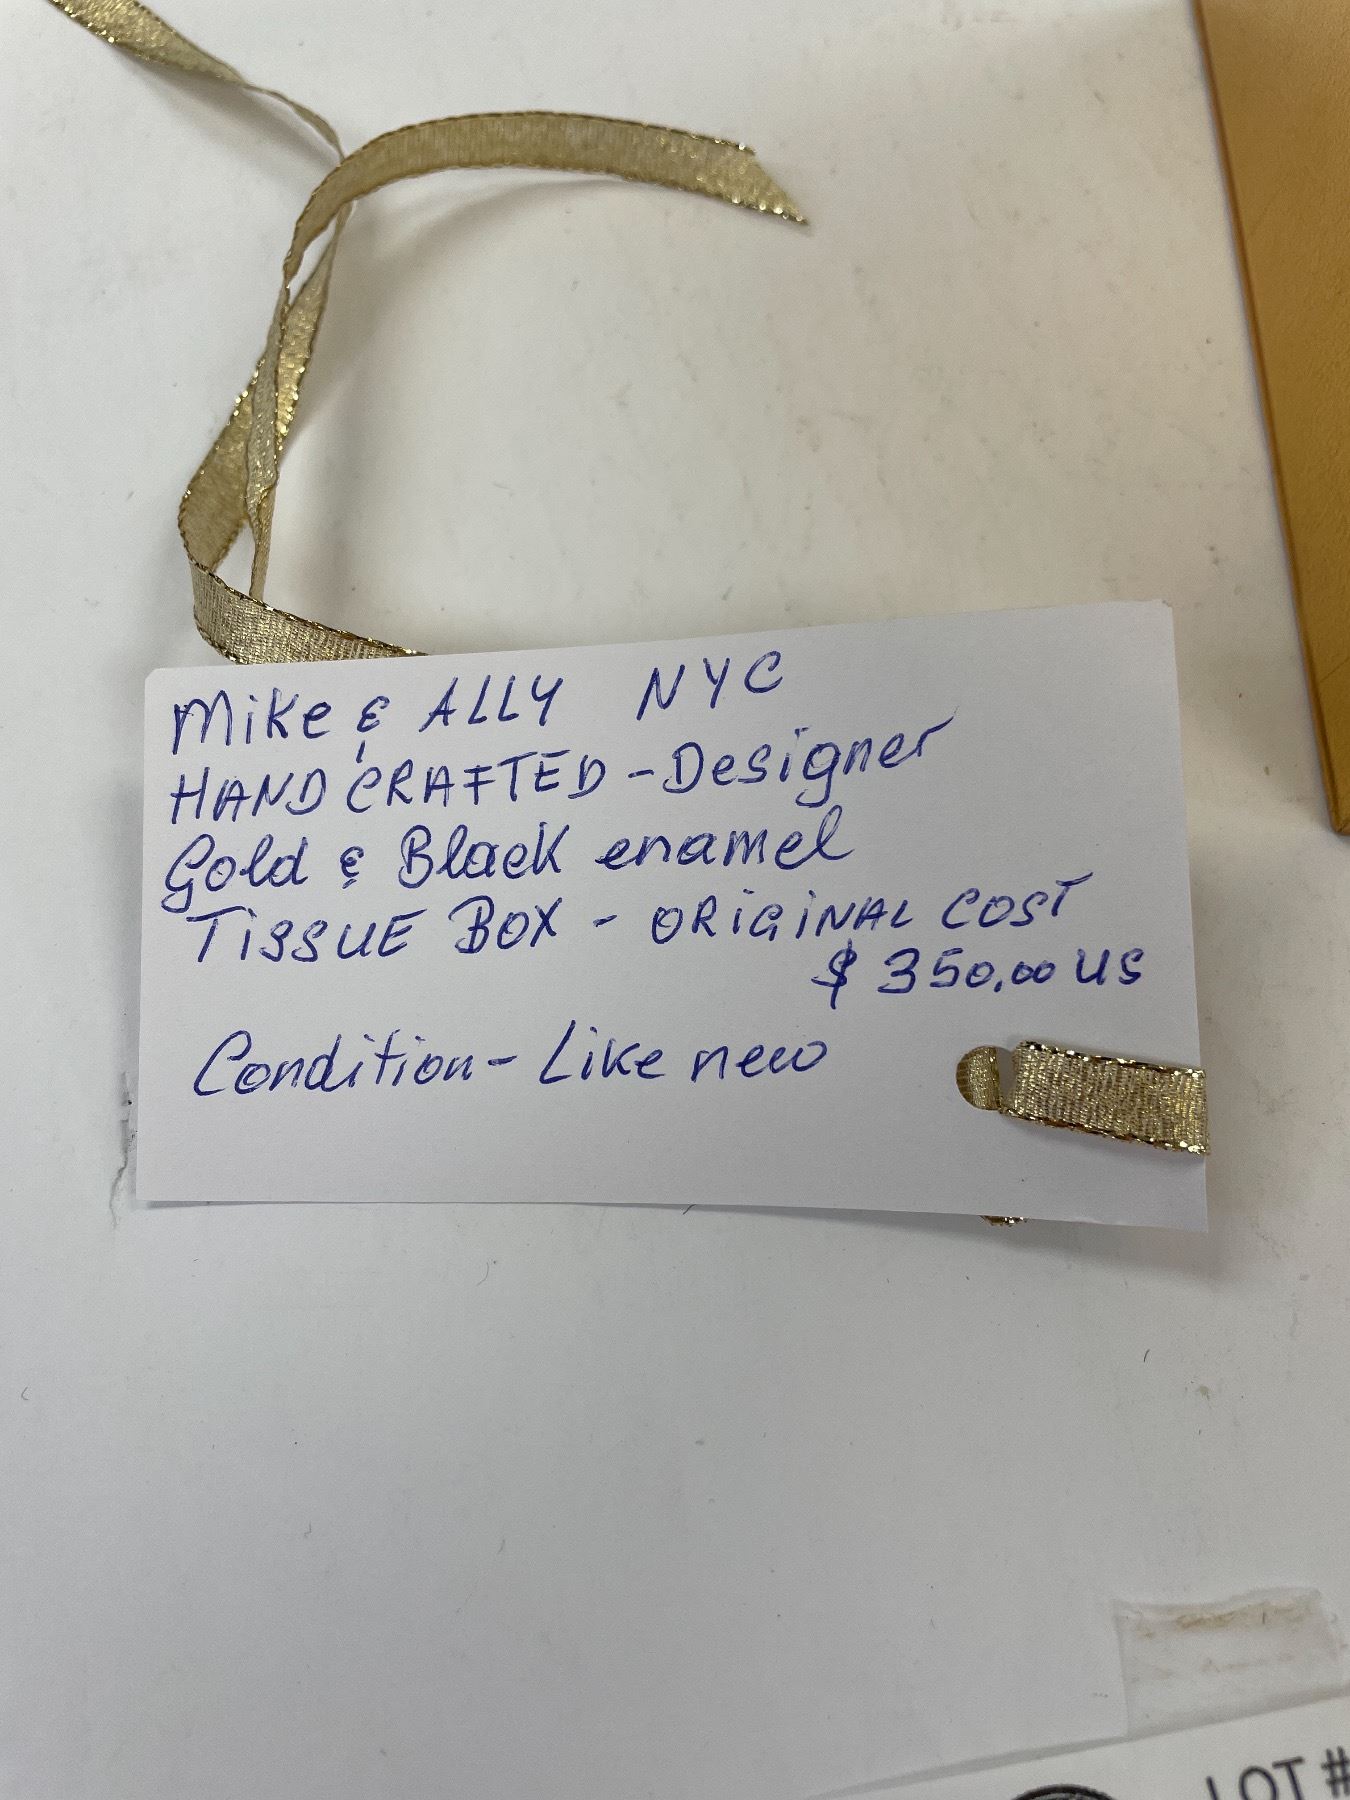 Mike & ALLY NYC
HAND CRAFTED - Designer
Gold & Black enamel
TISSUE BOX - ORIGINAL COST
$ 350.00 US
Condition - Like new
LOT #